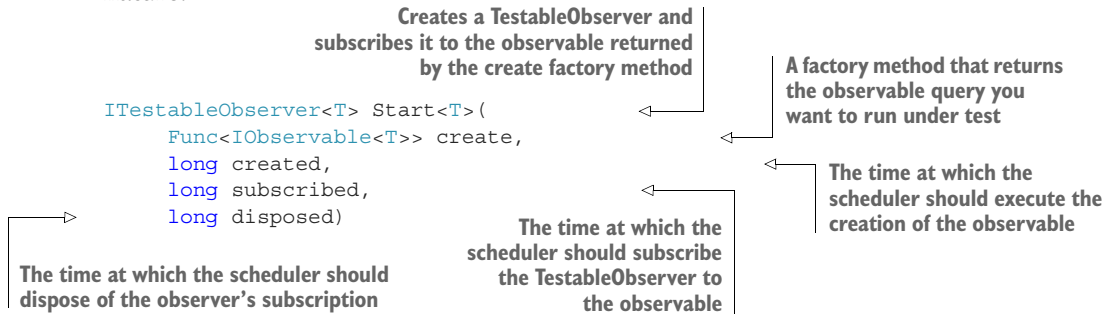 Creates a TestableObserver and
subscribes it to the observable returned
by the create factory method
A factory method that returns
the observable query you
want to run under test
ITestableObserver<T> Start<T>(
Func<IObservable<T>> create,
long created,
long subscribed,
long disposed)
The time at which the
scheduler should execute the
creation of the observable
The time at which the
scheduler should subscribe
the TestableObserver to
the observable
The time at which the scheduler should
dispose of the observer's subscription